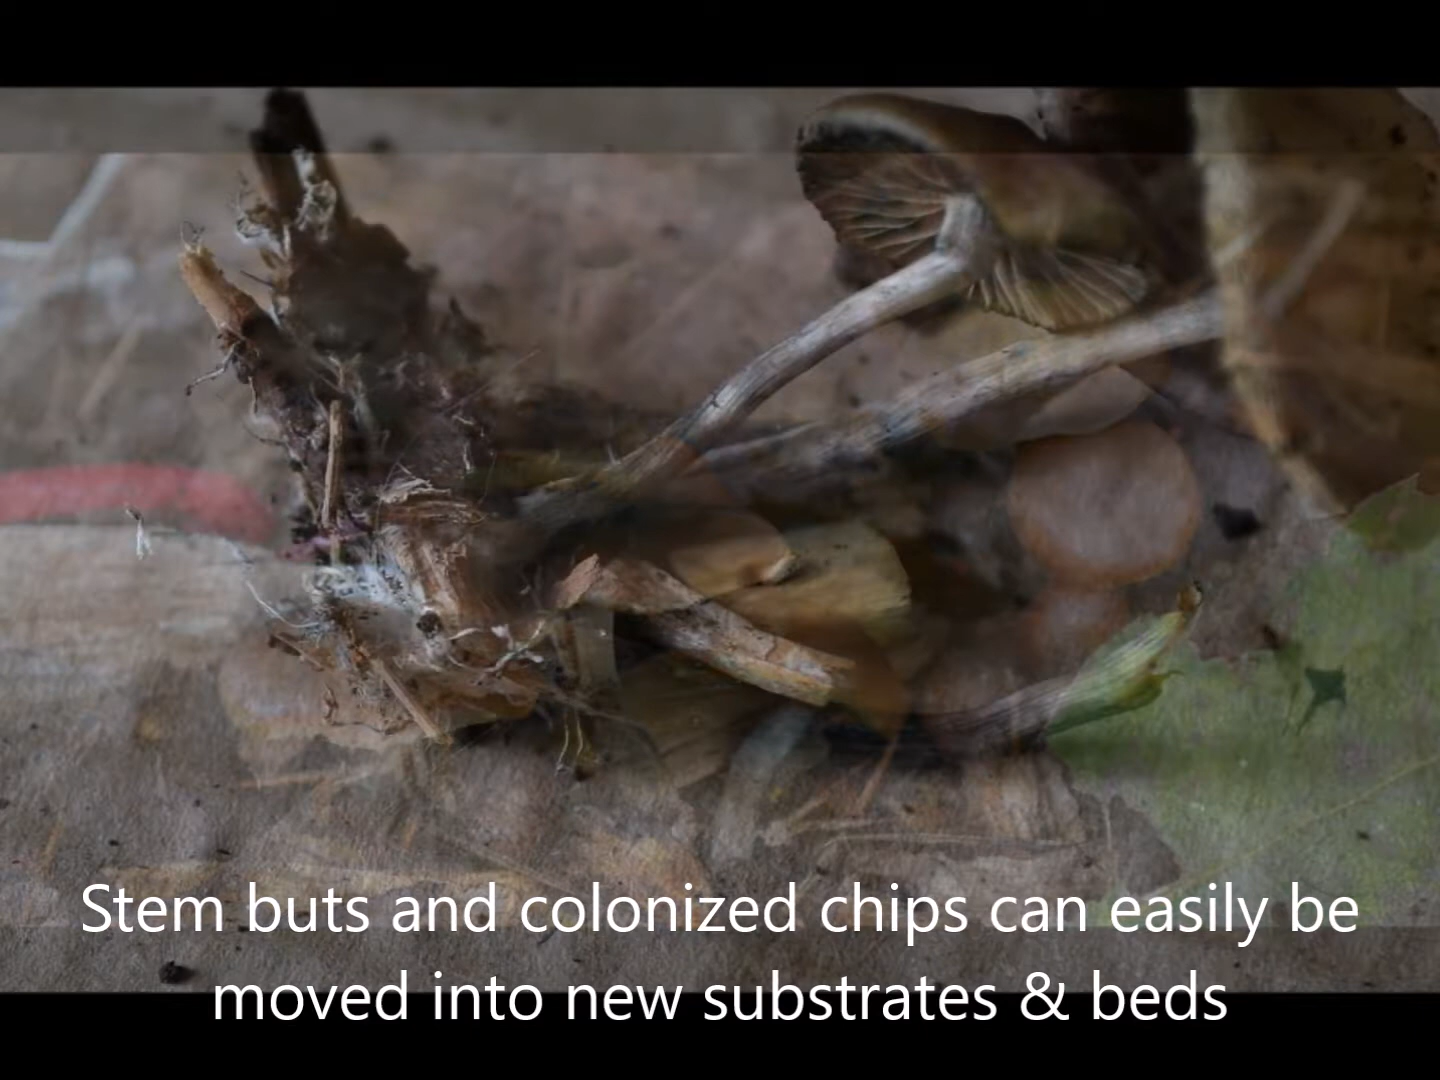 Stem buts and colonized chips can easily be
moved into new substrates & beds